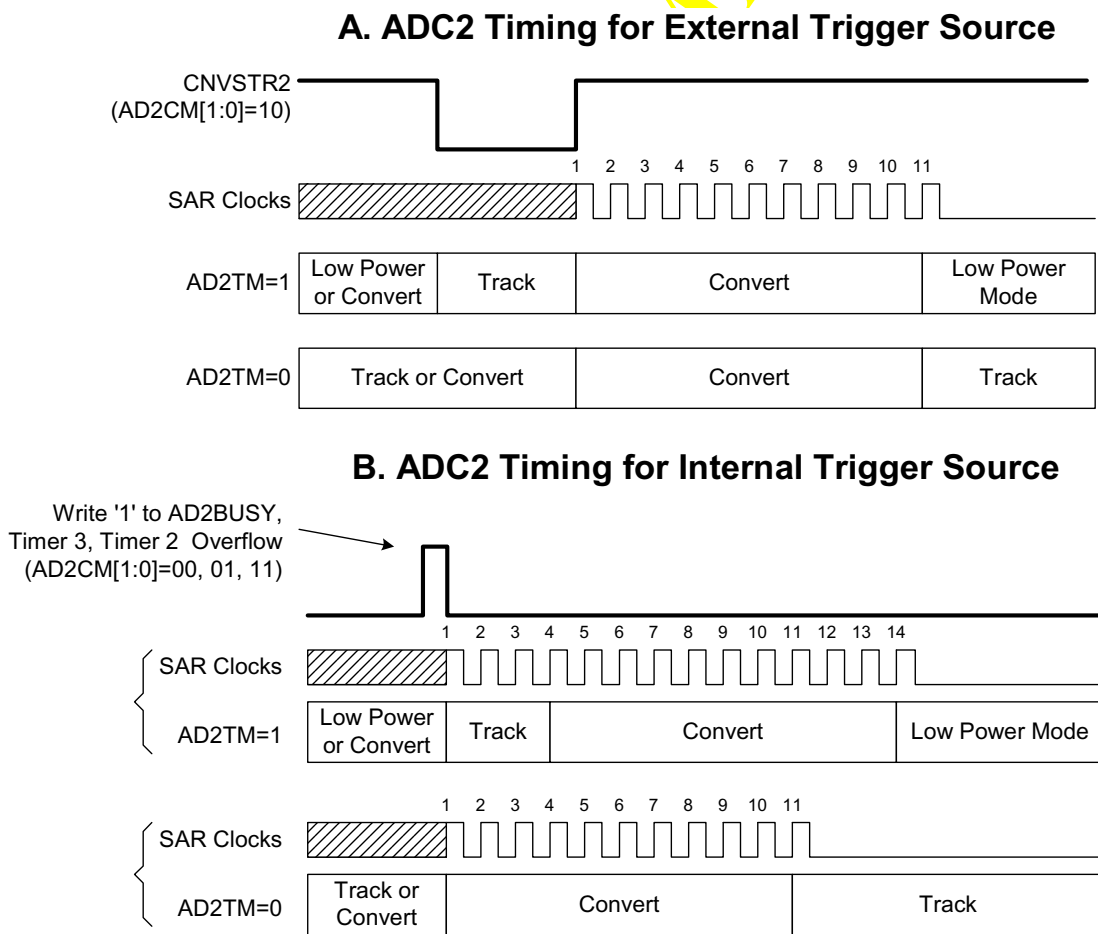 A. ADC2 Timing for External Trigger Source
CNVSTR2
(AD2CM[1:0]=10)
1 2 3 4 5 6 7 8 9 10 11
SAR Clocks
AD2TM=1
Low Power
or Convert
Track
Convert
Low Power
Mode
AD2TM=0
Track or Convert
Convert
Track
B. ADC2 Timing for Internal Trigger Source
Write '1' to AD2BUSY,
Timer 3, Timer 2 Overflow
(AD2CM[1:0]=00, 01, 11)
1 2 3 4 5 6 7 8 9 10 11 12 13 14
SAR Clocks
AD2TM=1
Low Power
or Convert
Track
Convert
Low Power Mode
1 2 3 4 5 6 7 8 9 10 11
SAR Clocks
AD2TM=0
Track or
Convert
Convert
Track